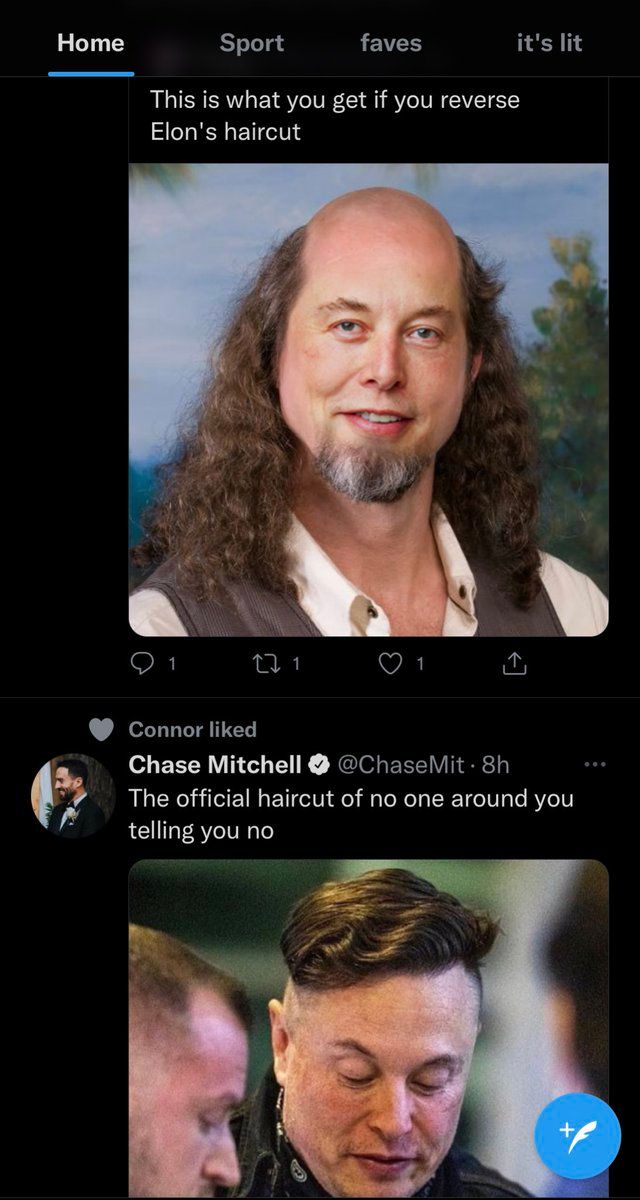 Home Sport faves it's lit
This is what you get if you reverse
Elon's haircut
1 1 1
Connor liked
Chase Mitchell @ChaseMit · 8h
The official haircut of no one around you
telling you no